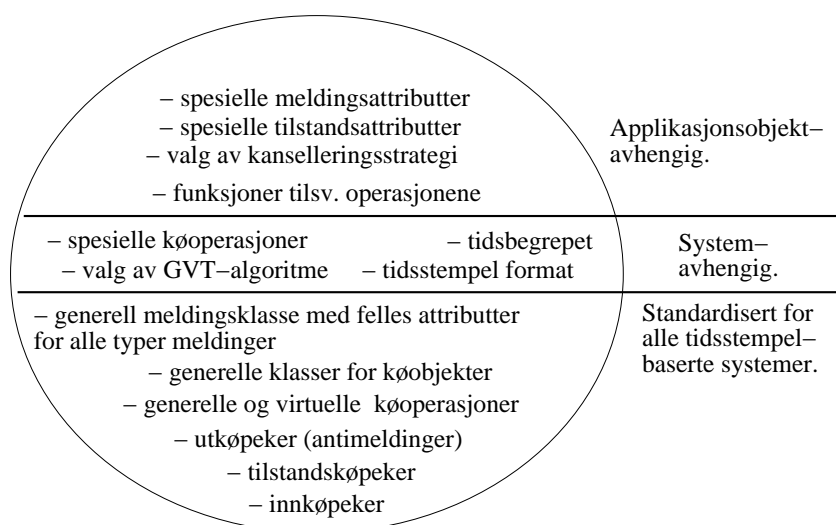 – spesielle meldingsattributter
– spesielle tilstandsattributter
– valg av kanselleringsstrategi
– funksjoner tilsv. operasjonene
Applikasjonsobjekt–
avhengig.
– spesielle køoperasjoner
– tidsbegrepet
– valg av GVT–algoritme
– tidsstempel format
System–
avhengig.
– generell meldingsklasse med felles attributter
for alle typer meldinger
– generelle klasser for køobjekter
– generelle og virtuelle køoperasjoner
– utkøpeker (antimeldinger)
– tilstandskøpeker
– innkøpeker
Standardisert for
alle tidsstempel–
baserte systemer.